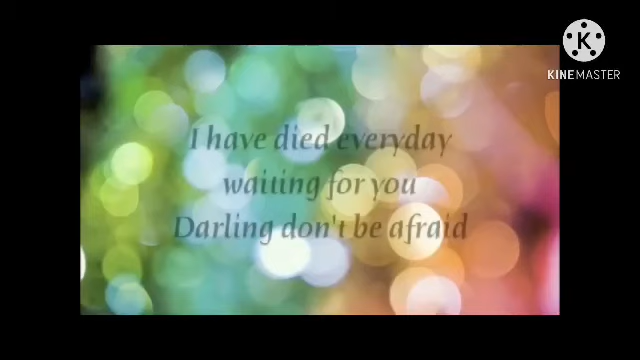 K
KINEMASTER
I have died everyday
waiting for you
Darling don't be afraid